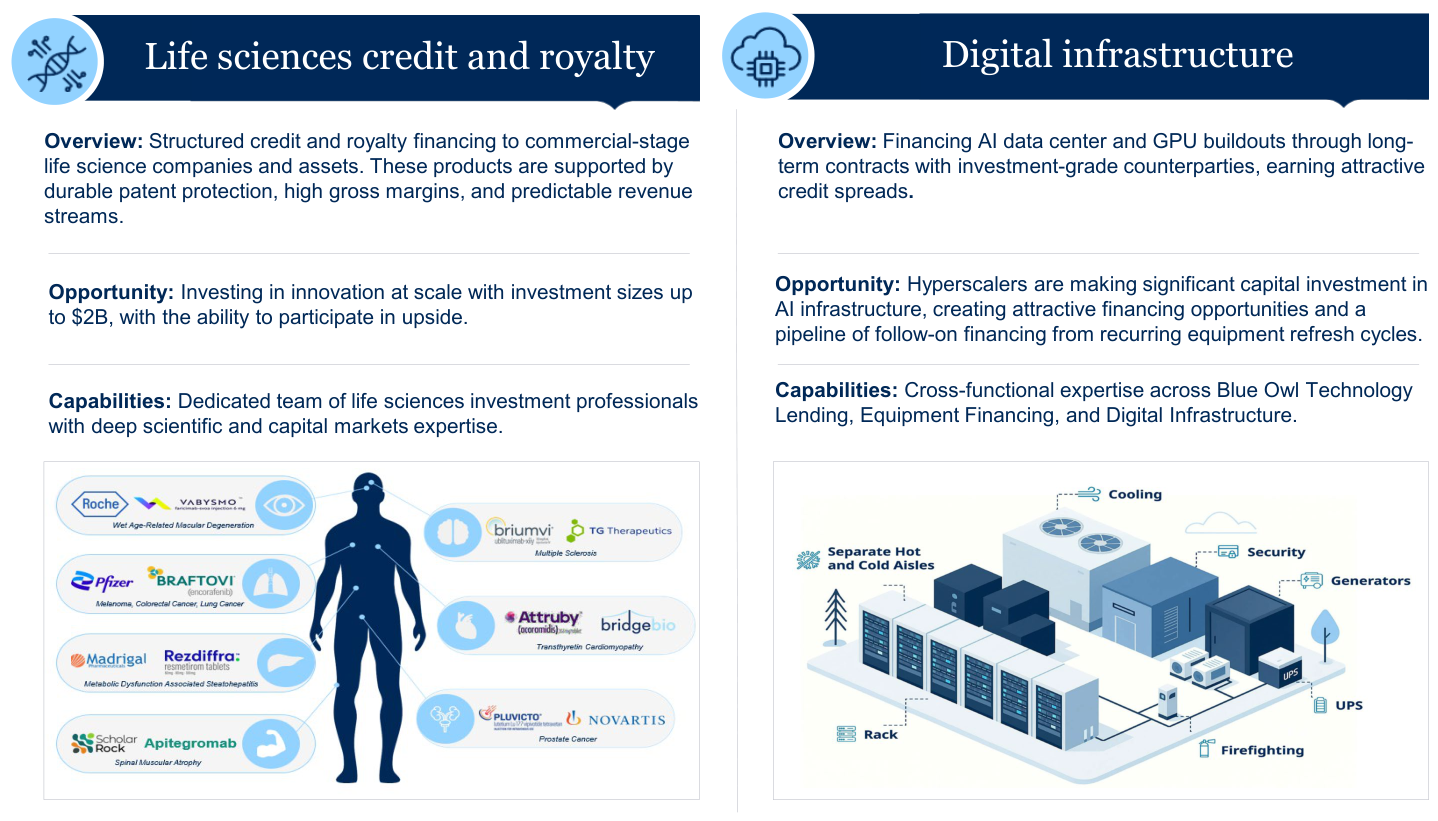 Life sciences credit and royalty
Overview: Structured credit and royalty financing to commercial-stage
life science companies and assets. These products are supported by
durable patent protection, high gross margins, and predictable revenue
streams.
Opportunity: Investing in innovation at scale with investment sizes up
to $2B, with the ability to participate in upside.
Capabilities: Dedicated team of life sciences investment professionals
with deep scientific and capital markets expertise.
Roche VABYSMO™
faricimab-svoa injection 6 mg
Wet Age-Related Macular Degeneration
Pfizer BRAFTOVI
(encorafenib)
Melanoma, Colorectal Cancer, Lung Cancer
Madrigal Rezdiffra
Pharmaceuticals resmetirom tablets
Metabolic Dysfunction Associated Steatohepatitis
Scholar
Rock Apitegromab
Spinal Muscular Atrophy
briumvi TG Therapeutics
ublituximab-xiiy
Multiple Sclerosis
Attruby bridgebio
(acoramidis)
Transthyretin Cardiomyopathy
PLUVICTO NOVARTIS
Prostate Cancer
Digital infrastructure
Overview: Financing AI data center and GPU buildouts through long-
term contracts with investment-grade counterparties, earning attractive
credit spreads.
Opportunity: Hyperscalers are making significant capital investment in
AI infrastructure, creating attractive financing opportunities and a
pipeline of follow-on financing from recurring equipment refresh cycles.
Capabilities: Cross-functional expertise across Blue Owl Technology
Lending, Equipment Financing, and Digital Infrastructure.
Cooling
Separate Hot
and Cold Aisles
Security
Generators
UPS
UPS
Rack
Firefighting